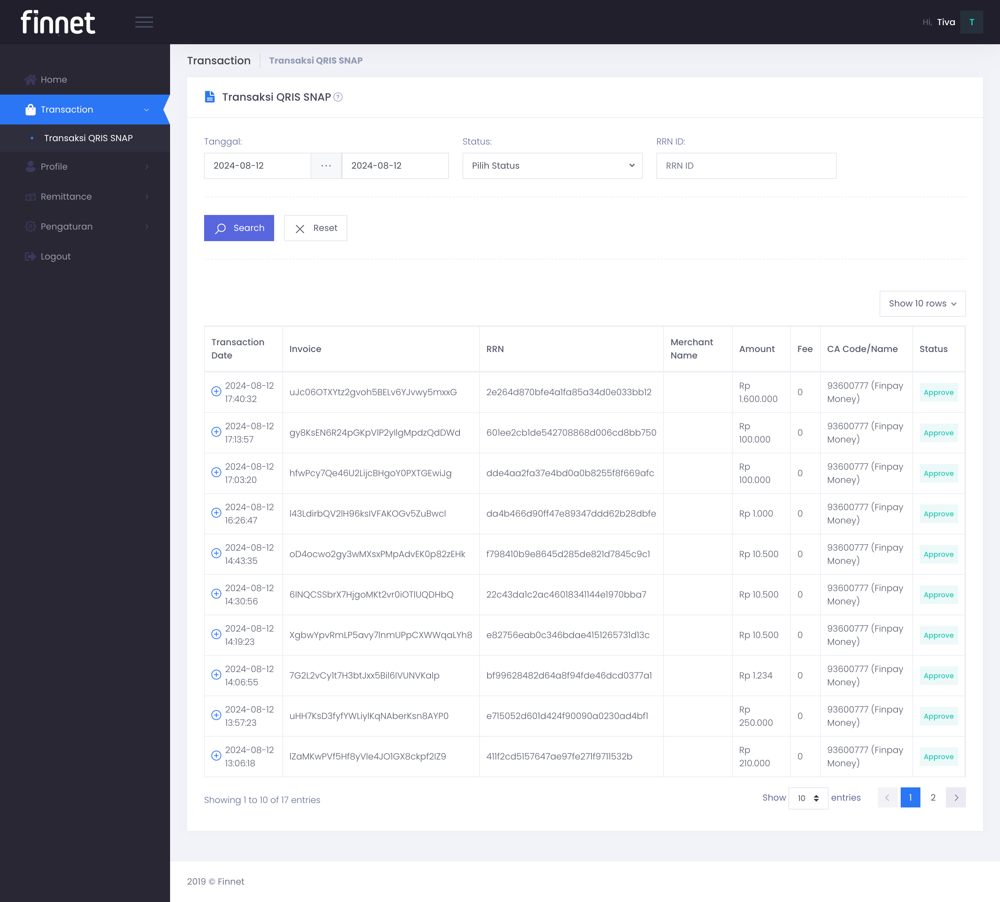 finnet
Hi, Tiva T
Home
Transaction
Transaksi QRIS SNAP
Profile
Remittance
Pengaturan
Logout
Transaction Transaksi QRIS SNAP
Transaksi QRIS SNAP ?
Tanggal: Status: RRN ID:
2024-08-12 ... 2024-08-12 Pilih Status RRN ID
Search Reset
Show 10 rows
Transaction Date Invoice RRN Merchant Name Amount Fee CA Code/Name Status
2024-08-12 17:40:32 uJc06OTXYtz2gvoh5BELv6YJvwy5mxxG 2e264d870bfe4a1fa85a34d0e033bb12 Rp 1.600.000 0 93600777 (Finpay Money) Approve
2024-08-12 17:13:57 gy8KsEN6R24pGKpVlP2yIlgMpdzQdDWd 601ee2cb1de542708868d006cd8bb750 Rp 100.000 0 93600777 (Finpay Money) Approve
2024-08-12 17:03:20 hfwPcy7Qe46U2LijcBHgoY0PXTGEwiJg dde4aa2fa37e4bd0a0b8255f8f669afc Rp 100.000 0 93600777 (Finpay Money) Approve
2024-08-12 16:26:47 l43LdirbQV2lH96ksIVFAKOGv5ZuBwcl da4b466d90ff47e89347ddd62b28dbfe Rp 1.000 0 93600777 (Finpay Money) Approve
2024-08-12 14:43:35 oD4ocwo2gy3wMXsxPMpAdvEK0p82zEHk f798410b9e8645d285de821d7845c9c1 Rp 10.500 0 93600777 (Finpay Money) Approve
2024-08-12 14:30:56 6lNQCSSbrX7HjgoMKt2vr0iOTlUQDHbQ 22c43da1c2ac46018341144e1970bba7 Rp 10.500 0 93600777 (Finpay Money) Approve
2024-08-12 14:19:23 XgbwYpvRmLP5avy7lnmUPpCXWWqaLYh8 e82756eab0c346bdae4151265731d13c Rp 10.500 0 93600777 (Finpay Money) Approve
2024-08-12 14:06:55 7G2L2vCy1t7H3btJxx5Bil6IVUNVKalp bf99628482d64a8f94fde46dcd0377a1 Rp 1.234 0 93600777 (Finpay Money) Approve
2024-08-12 13:57:23 uHH7KsD3fyfYWLiylKqNAberKsn8AYP0 e715052d601d424f90090a0230ad4bf1 Rp 250.000 0 93600777 (Finpay Money) Approve
2024-08-12 13:06:18 lZaMKwPVf5Hf8yVle4JO1GX8ckpf2IZ9 411f2cd5157647ae97fe271f9711532b Rp 210.000 0 93600777 (Finpay Money) Approve
Showing 1 to 10 of 17 entries Show 10 entries 1 2
2019 © Finnet